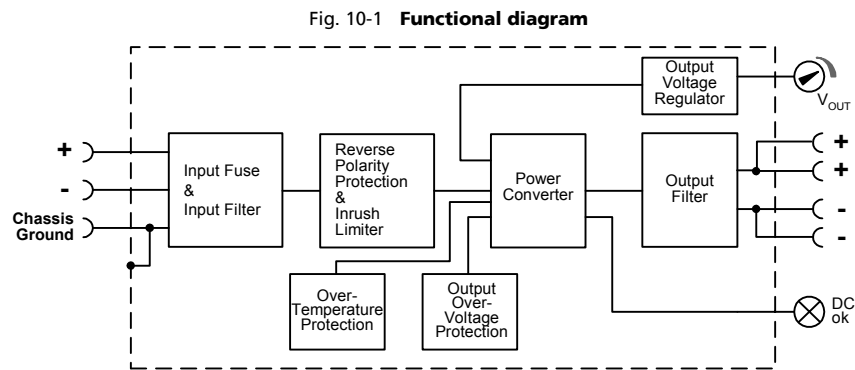 Fig. 10-1 Functional diagram
Output
Voltage
Regulator
V_OUT
+
-
Chassis
Ground
Input Fuse
&
Input Filter
Reverse
Polarity
Protection
&
Inrush
Limiter
Power
Converter
Output
Filter
+
+
-
-
Over-
Temperature
Protection
Output
Over-
Voltage
Protection
DC
ok